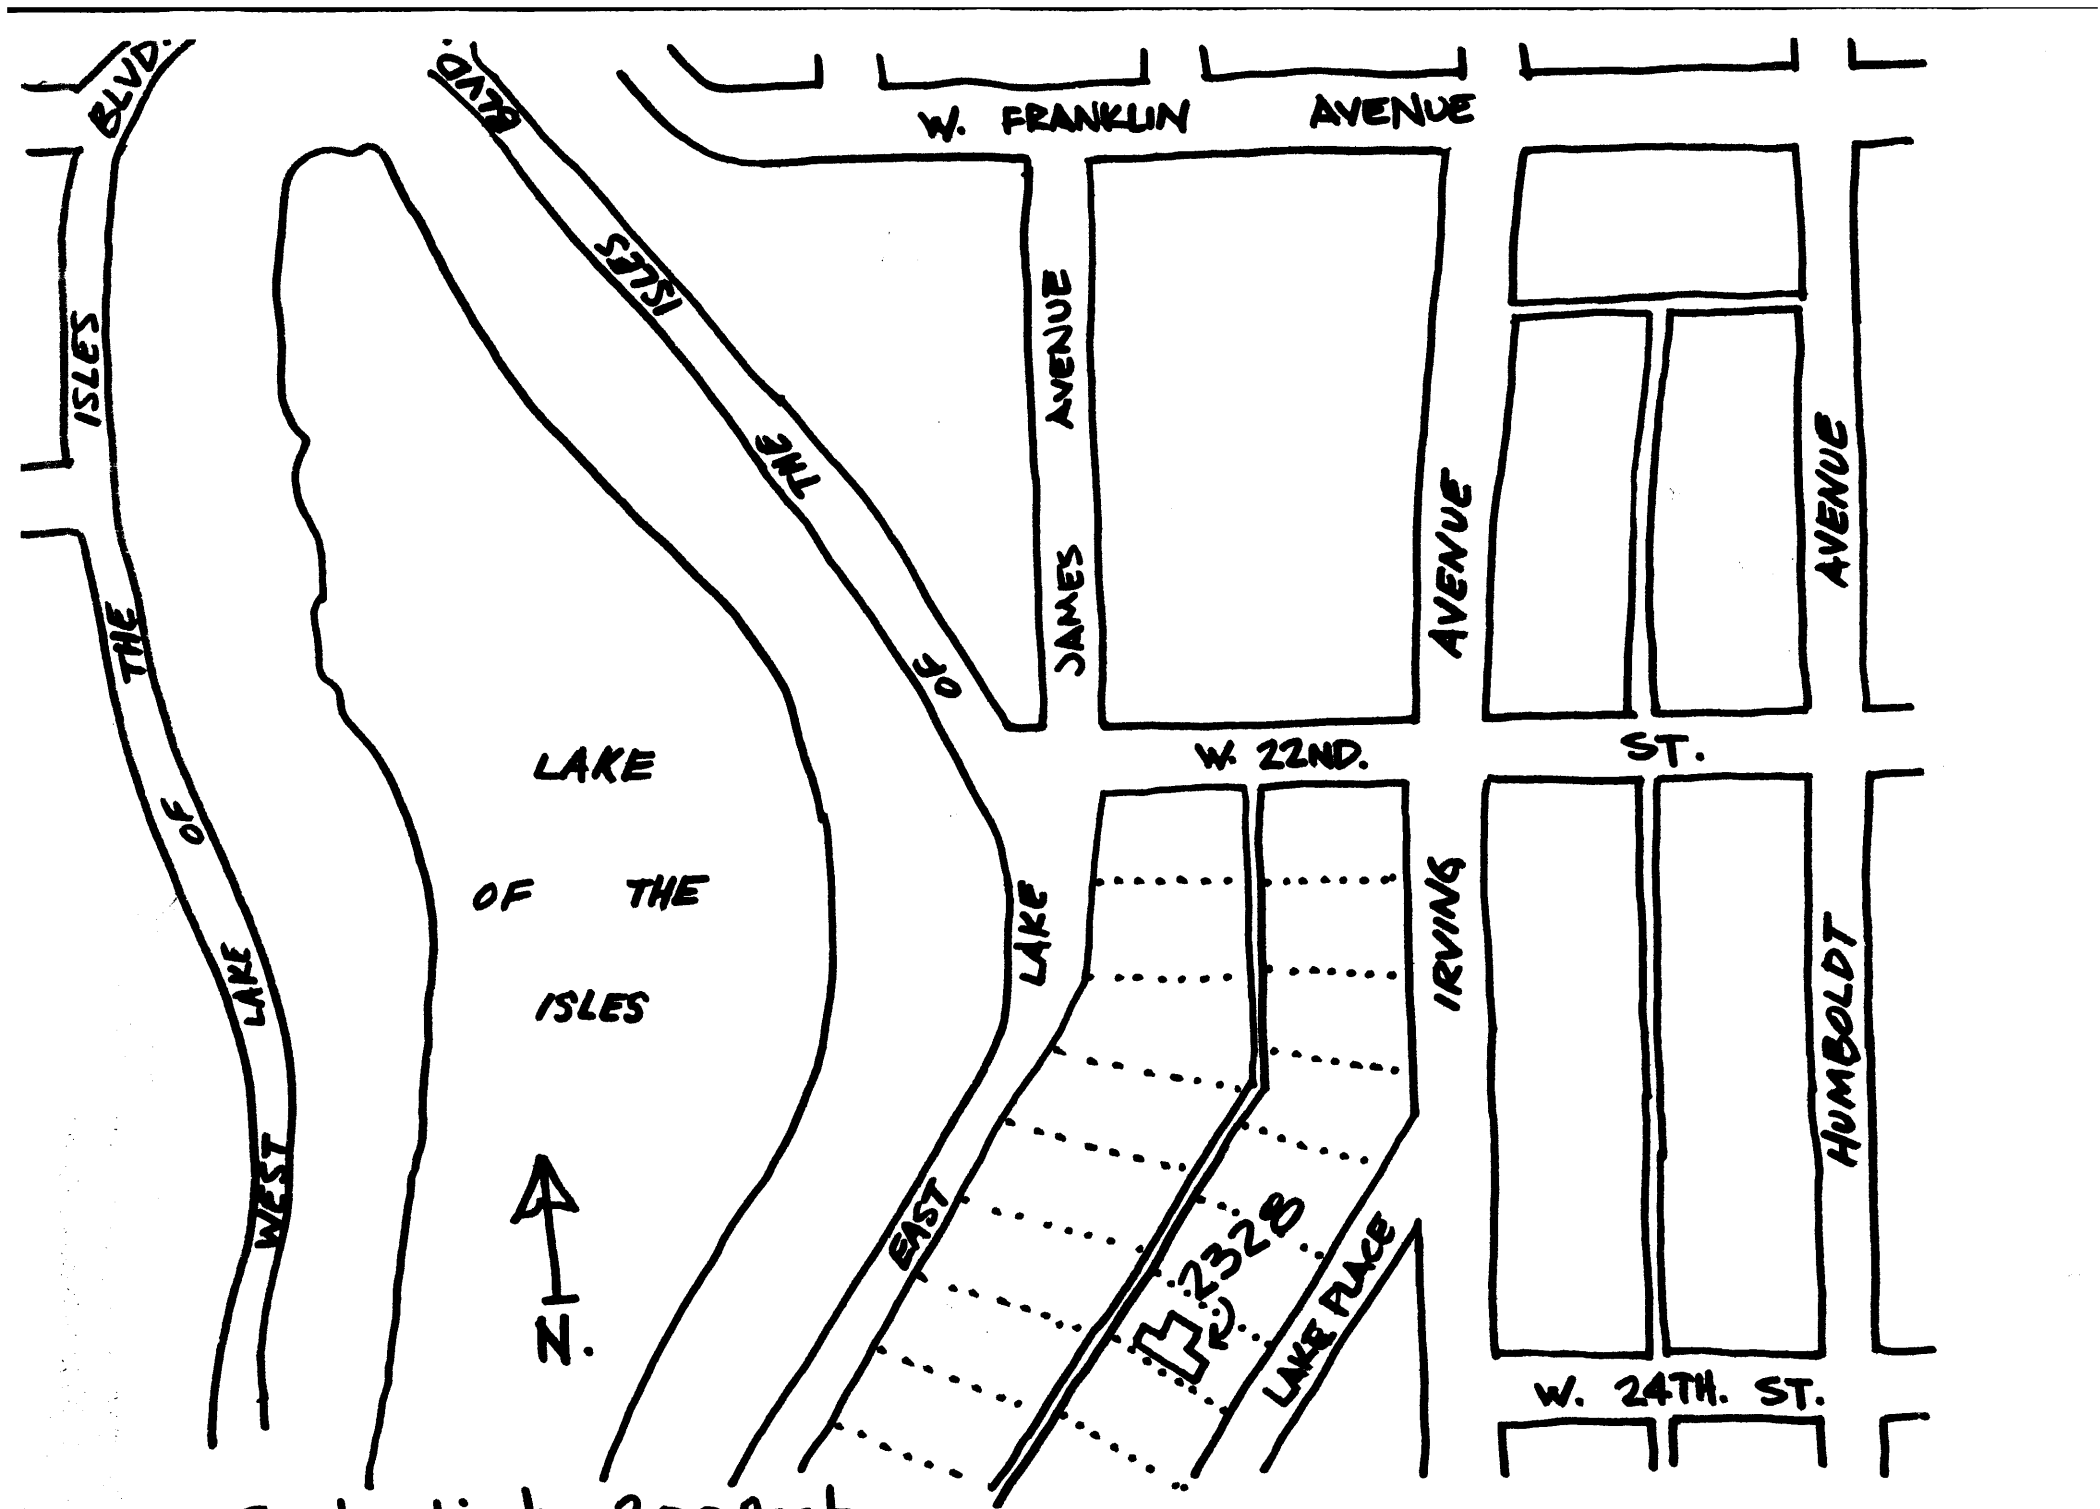 BLVD.
BLVD
W. FRANKLIN AVENUE
ISLES
ISLES
JAMES AVENUE
THE
THE
IRVING AVENUE
HUMBOLDT AVENUE
OF
OF
W. 22ND. ST.
LAKE
OF THE
ISLES
LAKE
LAKE
WEST
EAST
2328
LAKE PLACE
N.
W. 24TH. ST.